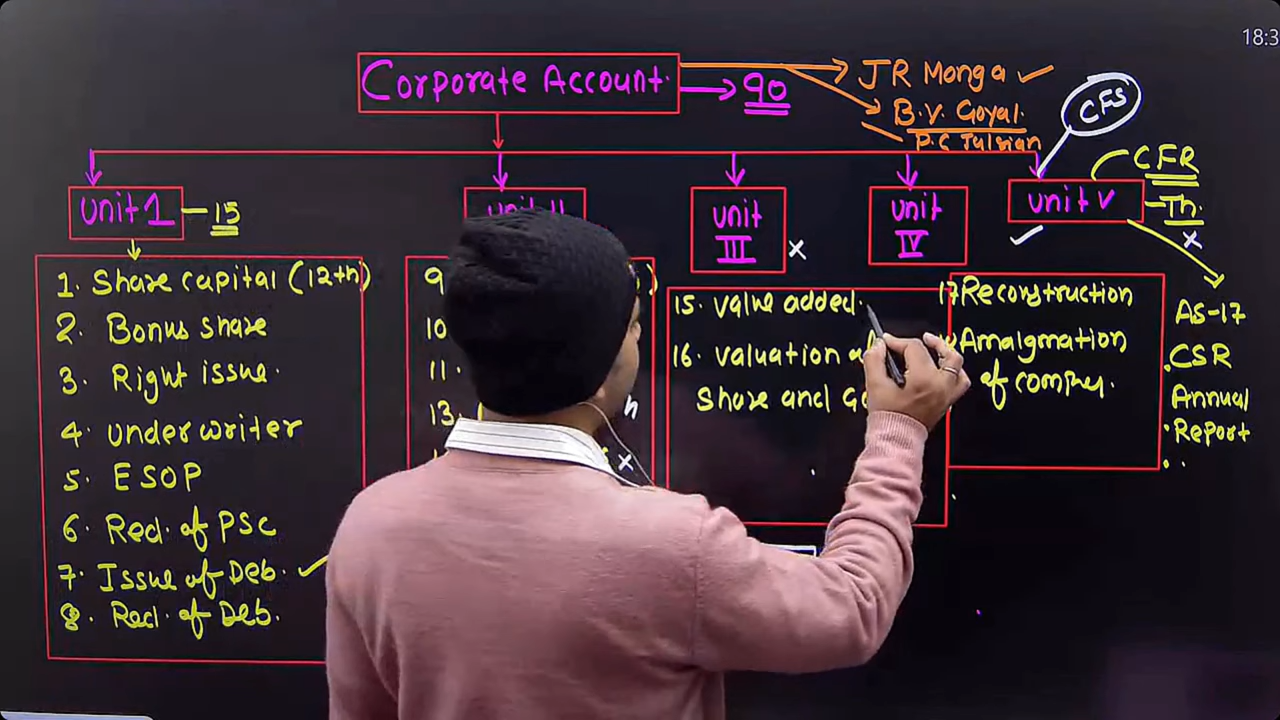 18:3
Corporate Account.
90
JR Monga
B.V. Goyal.
P.C Tulsian
CFS
CFR
Th.
unit 1
15
unit II
unit
III
unit
IV
unit V
1. Share capital (12th)
2. Bonus share
3. Right issue.
4. underwriter
5. ESOP
6. Red. of PSC
7. Issue of Deb.
8. Red. of Deb.
9
10
11.
13.
15. value added.
16. valuation
Share and
17 Reconstruction
Amalgmation
of
AS-17
CSR
Annual
Report